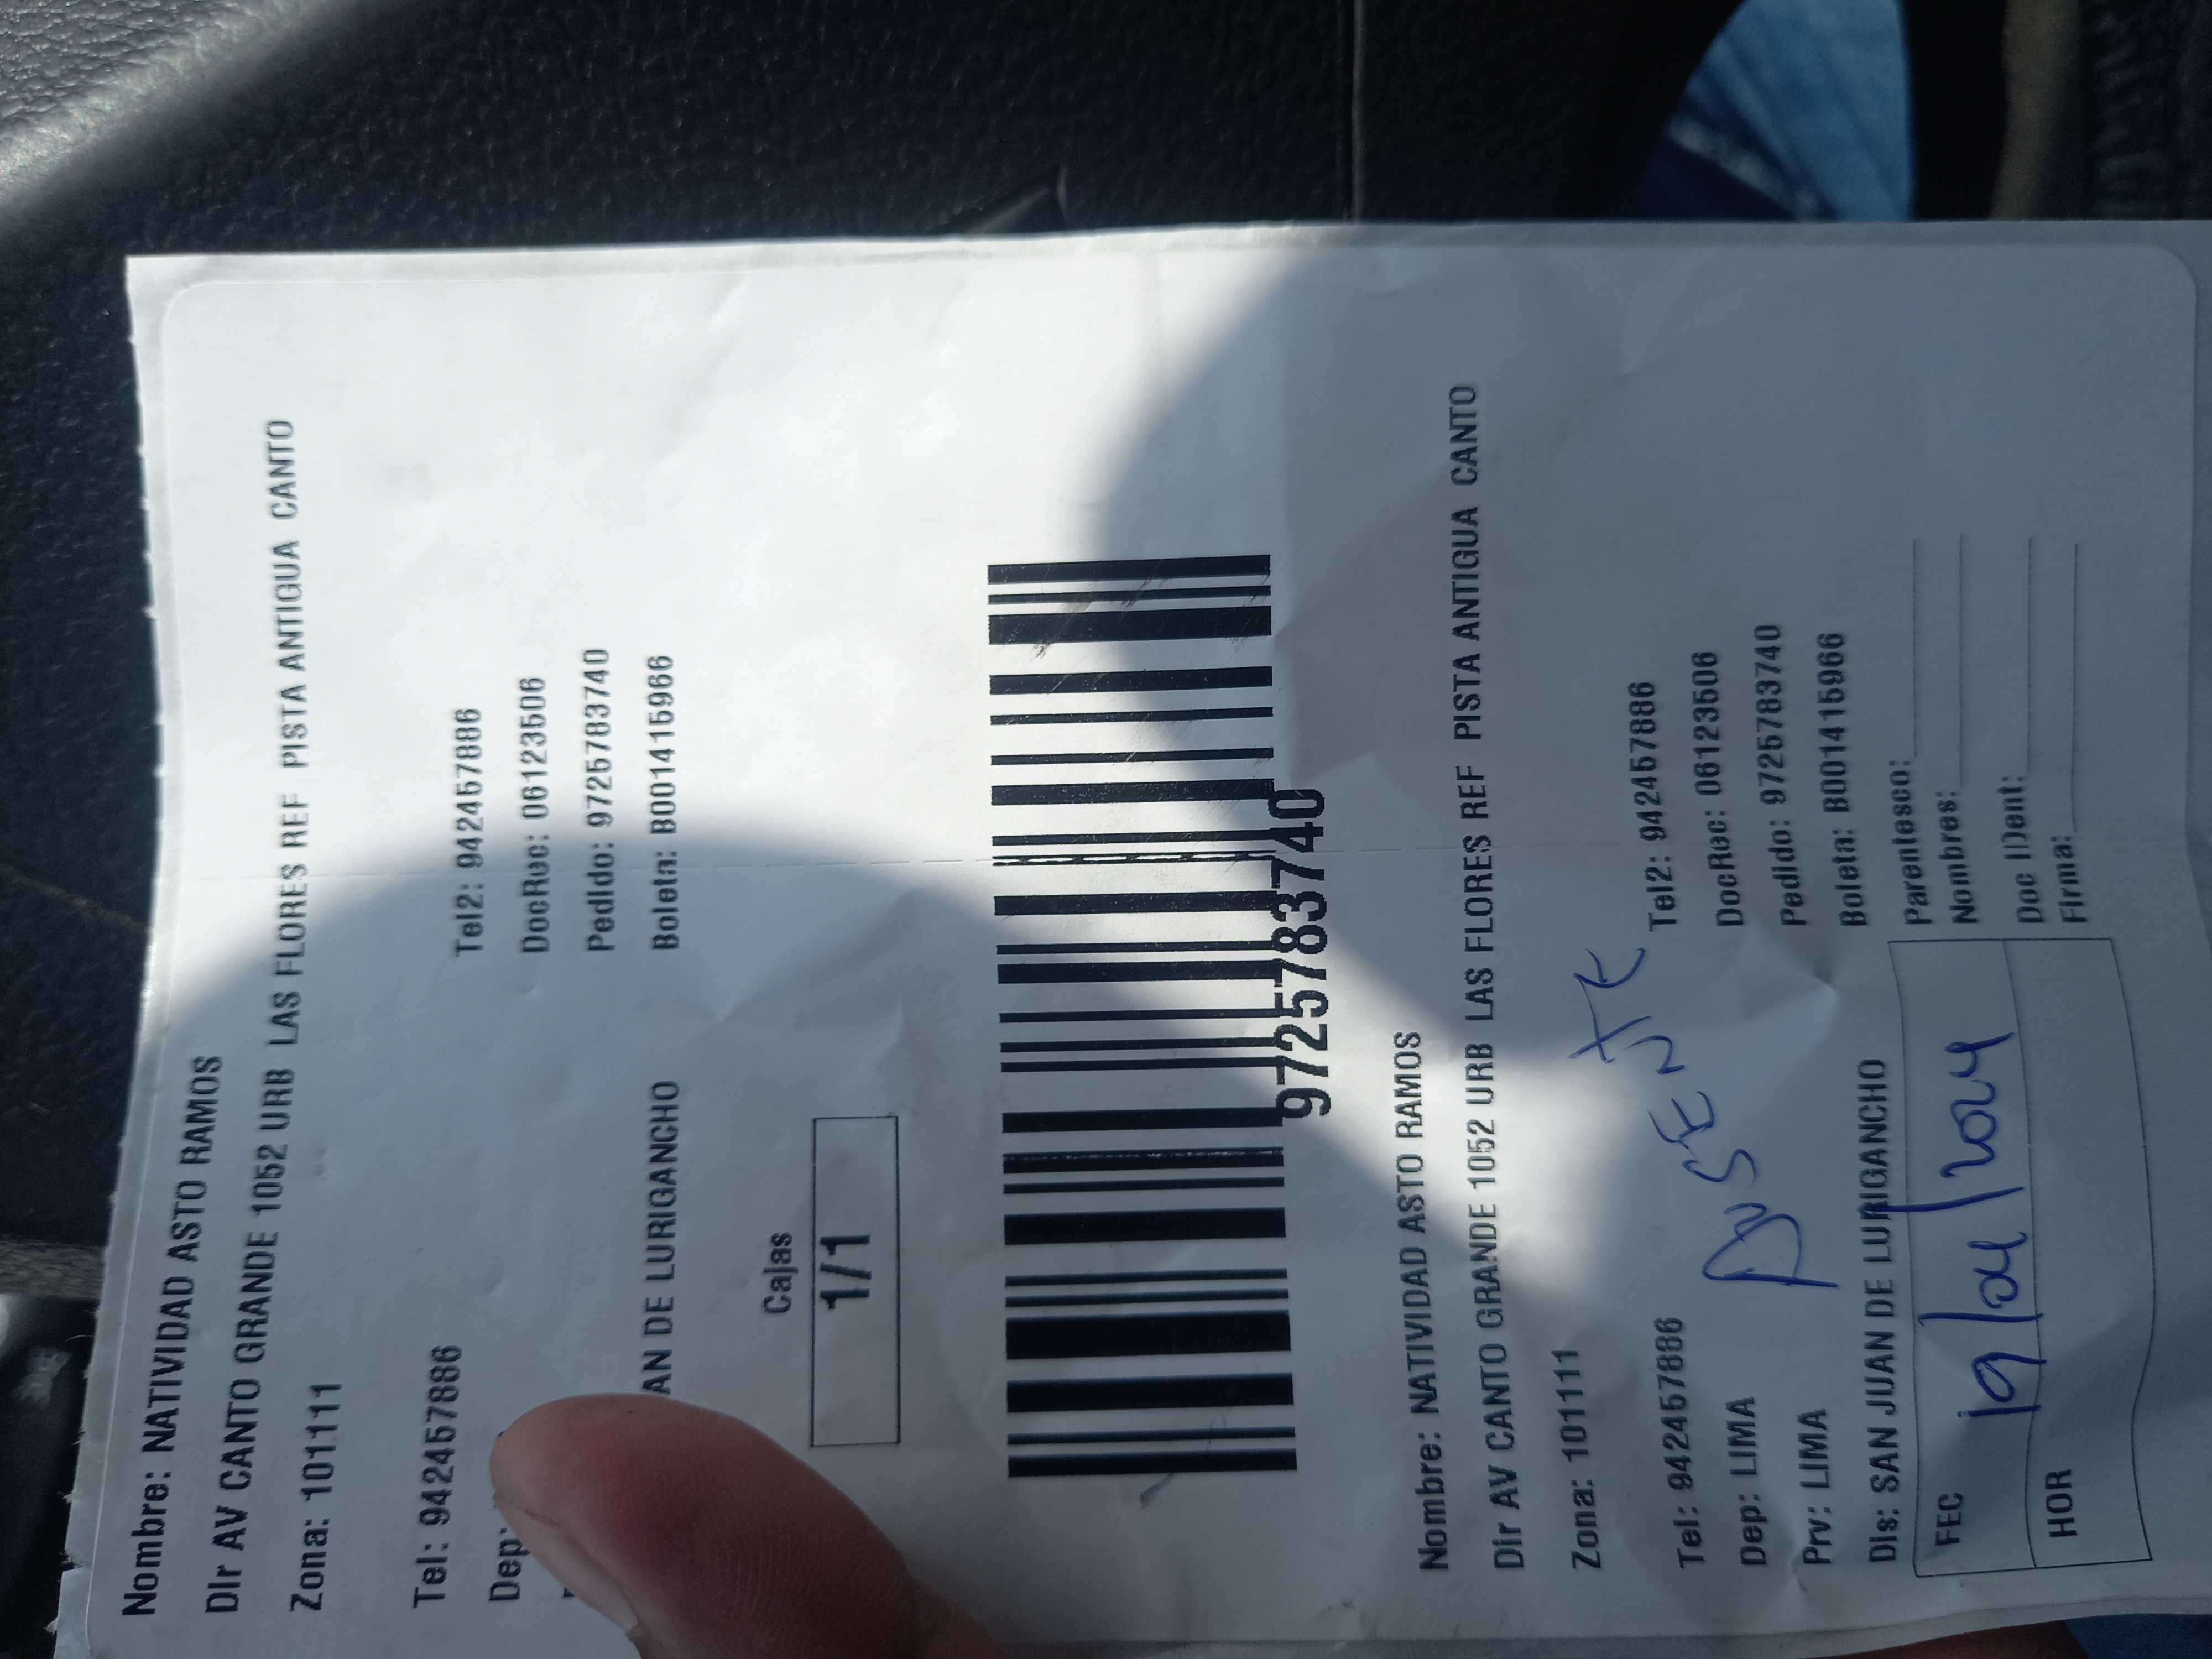 Nombre: NATIVIDAD ASTO RAMOS
Dir AV CANTO GRANDE 1052 URB LAS FLORES REF PISTA ANTIGUA CANTO
Zona: 101111
Tel: 942457886 Tel2: 942457886
DocRec: 06123506
Dep: Pedido: 9725783740
AN DE LURIGANCHO Boleta: B001415966
Cajas
1/1
9725783740
Nombre: NATIVIDAD ASTO RAMOS
Dir AV CANTO GRANDE 1052 URB LAS FLORES REF PISTA ANTIGUA CANTO
Zona: 101111
AUSENTE
Tel: 942457886 Tel2: 942457886
Dep: LIMA DocRec: 06123506
Prv: LIMA Pedido: 9725783740
Dis: SAN JUAN DE LURIGANCHO Boleta: B001415966
FEC 19/04/2024 Parentesco:
Nombres:
HOR Doc IDent:
Firma: